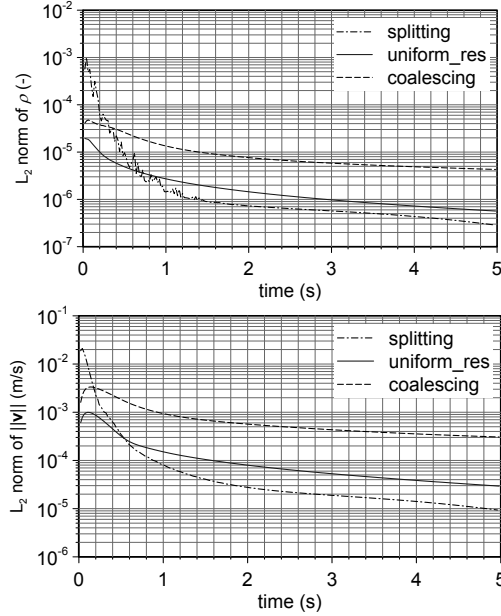 10⁻²
10⁻³
10⁻⁴
10⁻⁵
10⁻⁶
10⁻⁷
L₂ norm of ρ (-)
splitting
uniform_res
coalescing
0 1 2 3 4 5
time (s)
10⁻¹
10⁻²
10⁻³
10⁻⁴
10⁻⁵
10⁻⁶
L₂ norm of ||v|| (m/s)
splitting
uniform_res
coalescing
0 1 2 3 4 5
time (s)